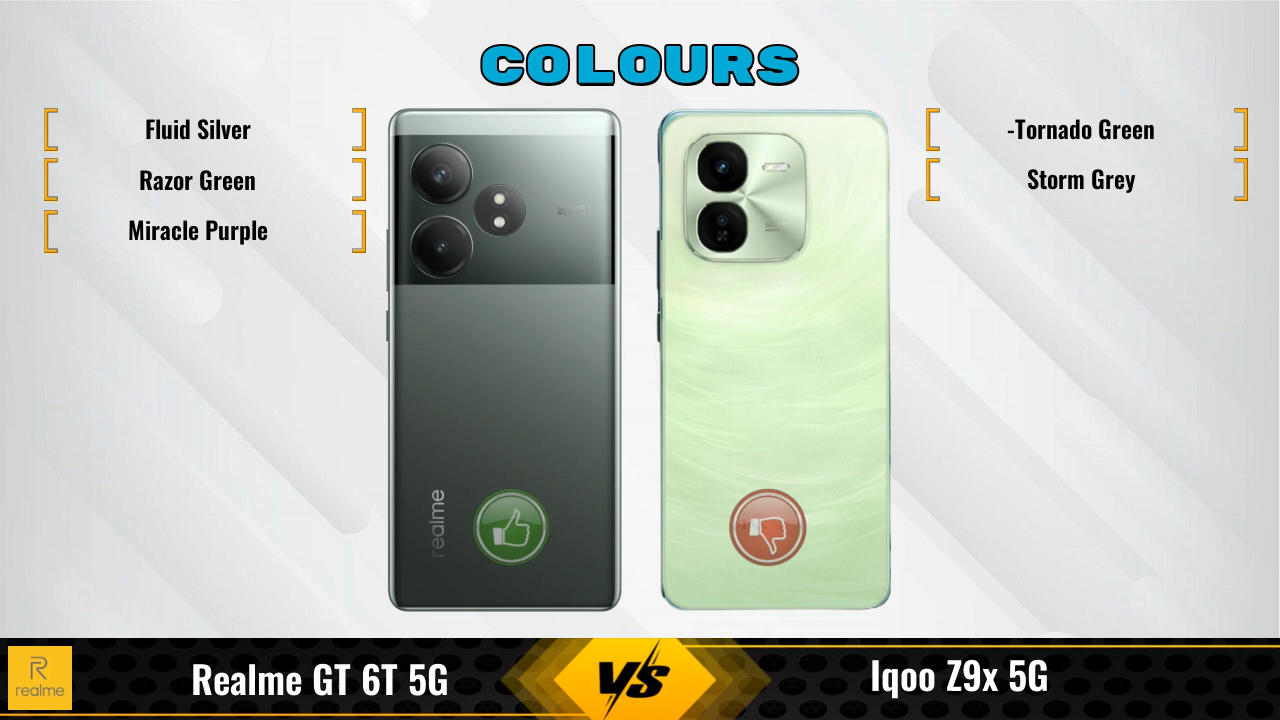 COLOURS
Fluid Silver
Razor Green
Miracle Purple
-Tornado Green
Storm Grey
realme
realme
Realme GT 6T 5G
VS
Iqoo Z9x 5G